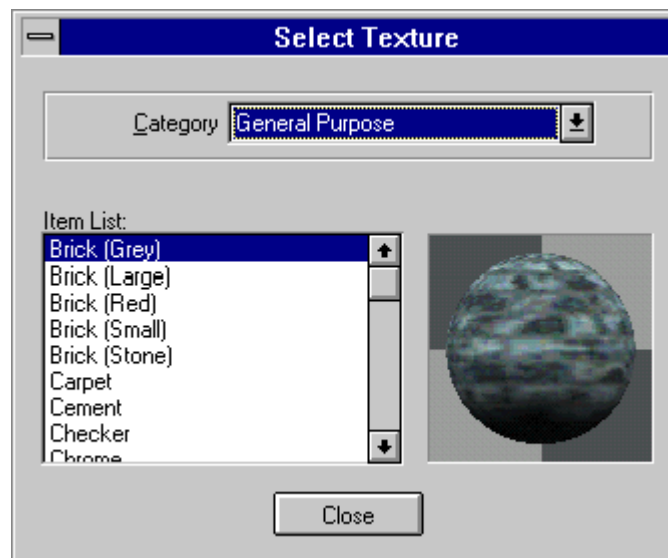 Select Texture
Category General Purpose
Item List:
Brick (Grey)
Brick (Large)
Brick (Red)
Brick (Small)
Brick (Stone)
Carpet
Cement
Checker
Chrome
Close